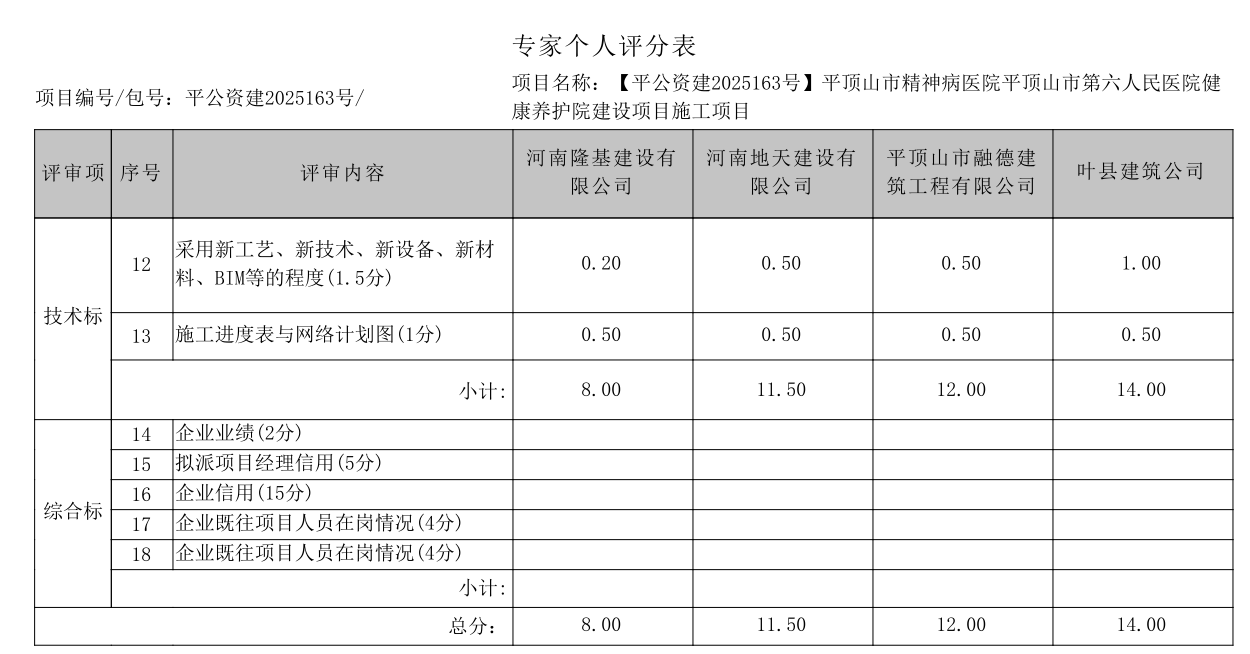 专家个人评分表
项目编号/包号：平公资建2025163号/
项目名称：【平公资建2025163号】平顶山市精神病医院平顶山市第六人民医院健
康养护院建设项目施工项目
评审项 序号 评审内容 河南隆基建设有限公司 河南地天建设有限公司 平顶山市融德建筑工程有限公司 叶县建筑公司
技术标
12 采用新工艺、新技术、新设备、新材
料、BIM等的程度(1.5分) 0.20 0.50 0.50 1.00
13 施工进度表与网络计划图(1分) 0.50 0.50 0.50 0.50
小计: 8.00 11.50 12.00 14.00
综合标
14 企业业绩(2分)
15 拟派项目经理信用(5分)
16 企业信用(15分)
17 企业既往项目人员在岗情况(4分)
18 企业既往项目人员在岗情况(4分)
小计:
总分： 8.00 11.50 12.00 14.00